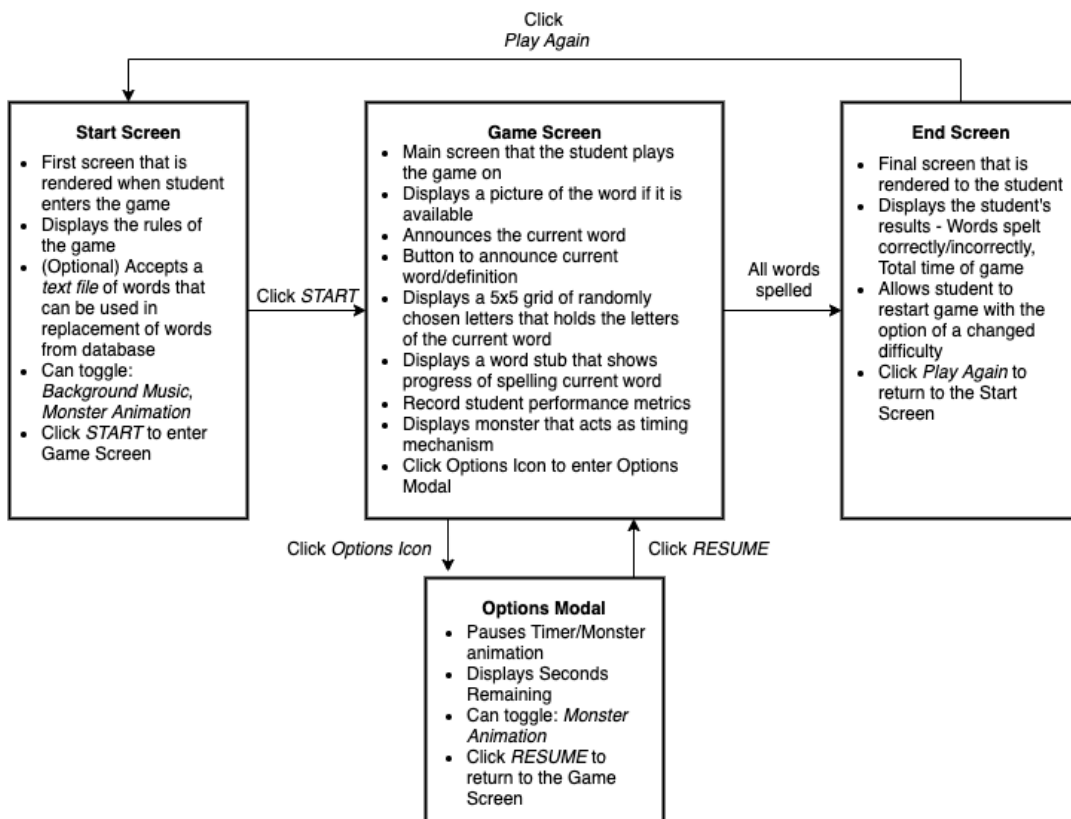 Click
Play Again
Start Screen
• First screen that is
rendered when student
enters the game
• Displays the rules of
the game
• (Optional) Accepts a
text file of words that
can be used in
replacement of words
from database
• Can toggle:
Background Music,
Monster Animation
• Click START to enter
Game Screen
Click START
Game Screen
• Main screen that the student plays
the game on
• Displays a picture of the word if it is
available
• Announces the current word
• Button to announce current
word/definition
• Displays a 5x5 grid of randomly
chosen letters that holds the letters
of the current word
• Displays a word stub that shows
progress of spelling current word
• Record student performance metrics
• Displays monster that acts as timing
mechanism
• Click Options Icon to enter Options
Modal
All words
spelled
End Screen
• Final screen that is
rendered to the student
• Displays the student's
results - Words spelt
correctly/incorrectly,
Total time of game
• Allows student to
restart game with the
option of a changed
difficulty
• Click Play Again to
return to the Start
Screen
Click Options Icon
Click RESUME
Options Modal
• Pauses Timer/Monster
animation
• Displays Seconds
Remaining
• Can toggle: Monster
Animation
• Click RESUME to
return to the Game
Screen